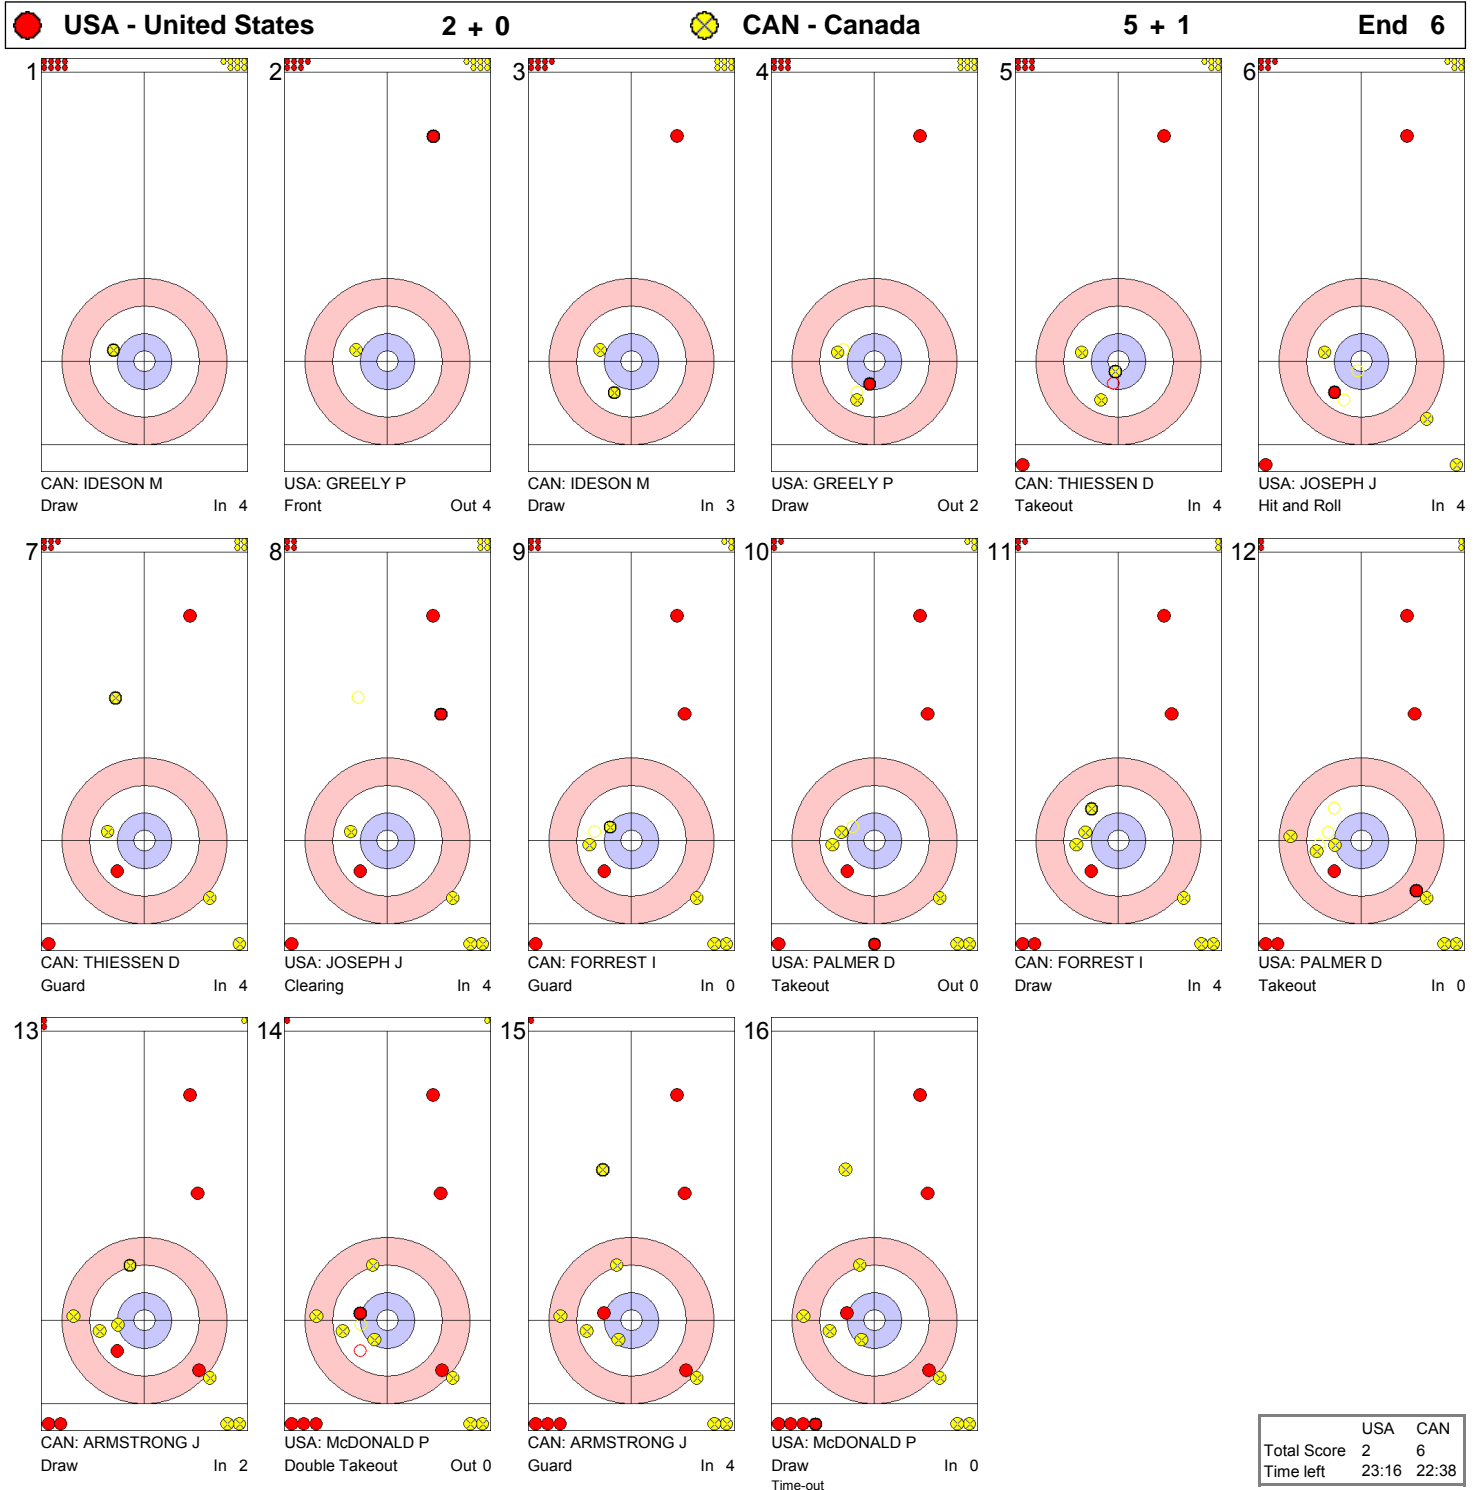 USA - United States 2 + 0 CAN - Canada 5 + 1 End 6
1 2 3 4 5 6
CAN: IDESON M USA: GREELY P CAN: IDESON M USA: GREELY P CAN: THIESSEN D USA: JOSEPH J
Draw In 4 Front Out 4 Draw In 3 Draw Out 2 Takeout In 4 Hit and Roll In 4
7 8 9 10 11 12
CAN: THIESSEN D USA: JOSEPH J CAN: FORREST I USA: PALMER D CAN: FORREST I USA: PALMER D
Guard In 4 Clearing In 4 Guard In 0 Takeout Out 0 Draw In 4 Takeout In 0
13 14 15 16
CAN: ARMSTRONG J USA: McDONALD P CAN: ARMSTRONG J USA: McDONALD P
Draw In 2 Double Takeout Out 0 Guard In 4 Draw In 0
Time-out
USA CAN
Total Score 2 6
Time left 23:16 22:38